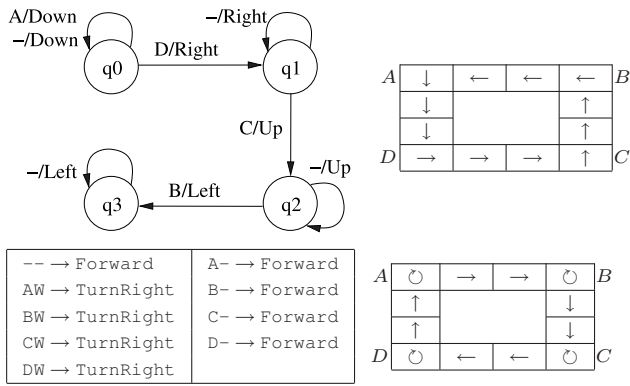 A/Down
–/Down
–/Right
D/Right
q0
q1
C/Up
–/Left
–/Up
B/Left
q3
q2
A ↓ ← ← ← B
↓ ↑
↓ ↑
D → → → ↑ C
-- → Forward
AW → TurnRight
BW → TurnRight
CW → TurnRight
DW → TurnRight
A- → Forward
B- → Forward
C- → Forward
D- → Forward
A ↻ → → ↻ B
↑ ↓
↑ ↓
D ↻ ← ← ↻ C